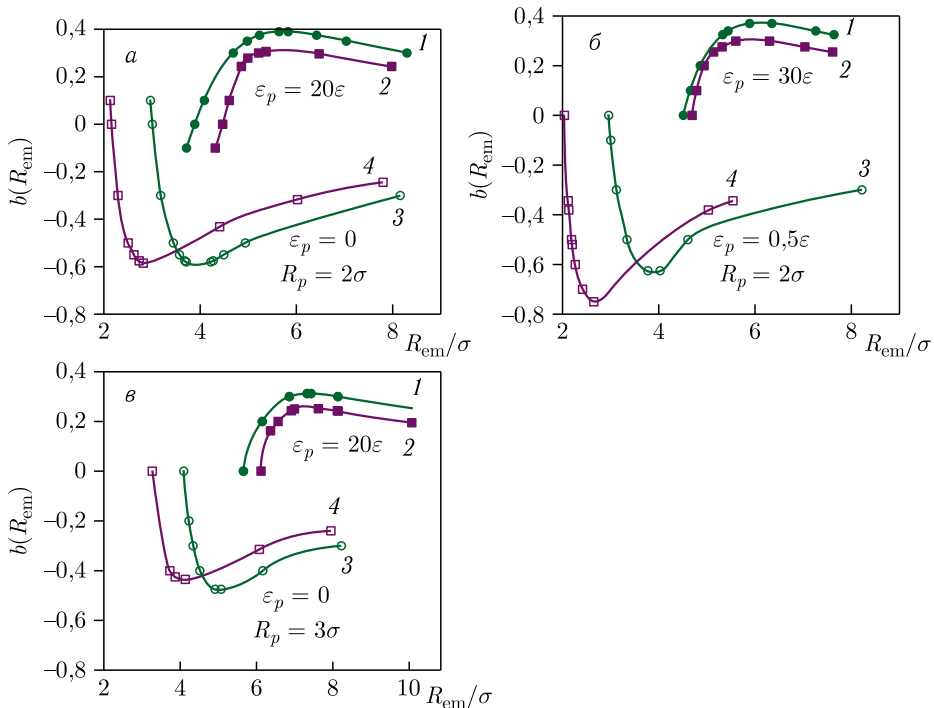 0,4
0,2
0
–0,2
–0,4
–0,6
–0,8
b(R_em)
а
1
2
ε_p = 20ε
4
3
ε_p = 0
R_p = 2σ
2
4
6
8
R_em/σ
0,4
0,2
0
–0,2
–0,4
–0,6
–0,8
b(R_em)
б
1
2
ε_p = 30ε
4
3
ε_p = 0,5ε
R_p = 2σ
2
4
6
8
R_em/σ
0,4
0,2
0
–0,2
–0,4
–0,6
–0,8
b(R_em)
в
1
2
ε_p = 20ε
4
3
ε_p = 0
R_p = 3σ
2
4
6
8
10
R_em/σ